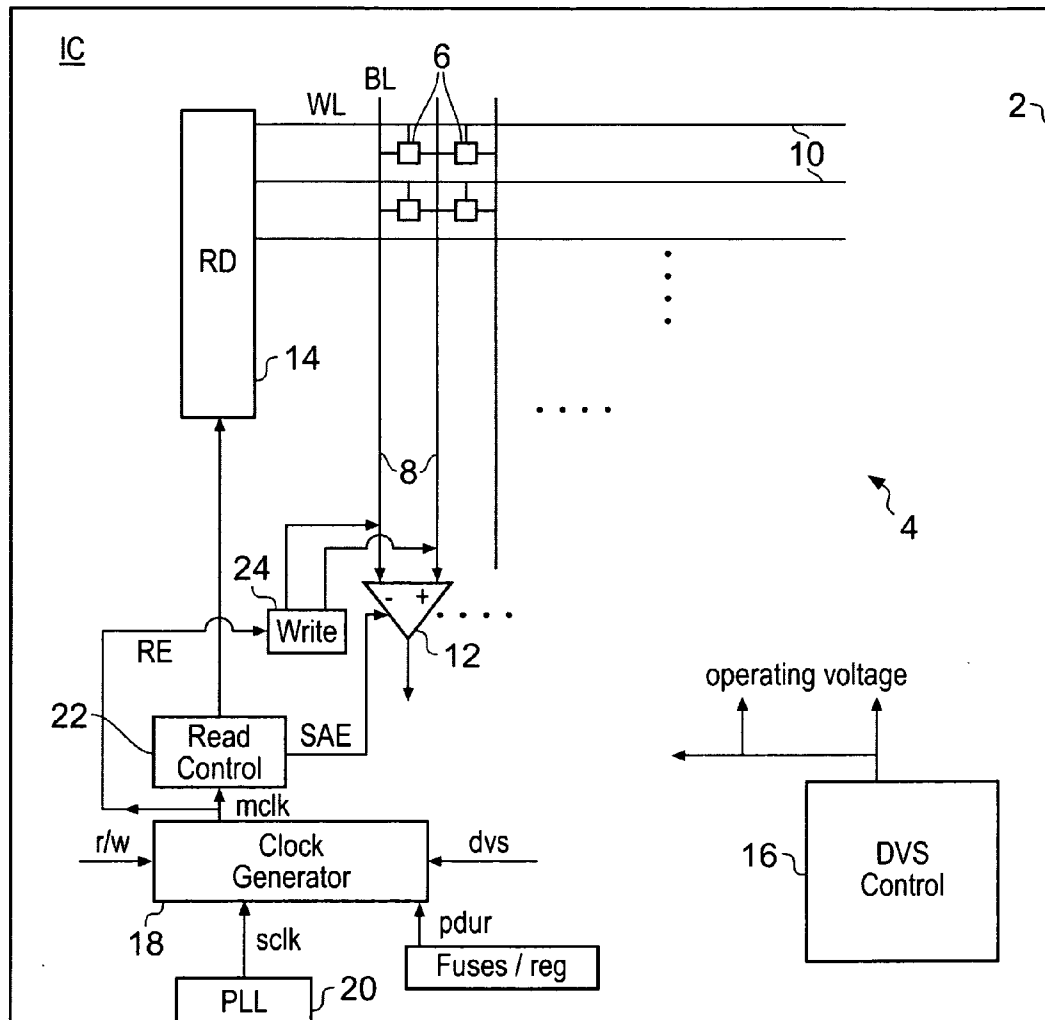 IC
6
BL
WL
2
10
RD
14
8
4
24
- +
Write
12
RE
operating voltage
22
Read
Control
SAE
mclk
r/w
Clock
Generator
dvs
16
DVS
Control
18
sclk
pdur
Fuses / reg
PLL
20